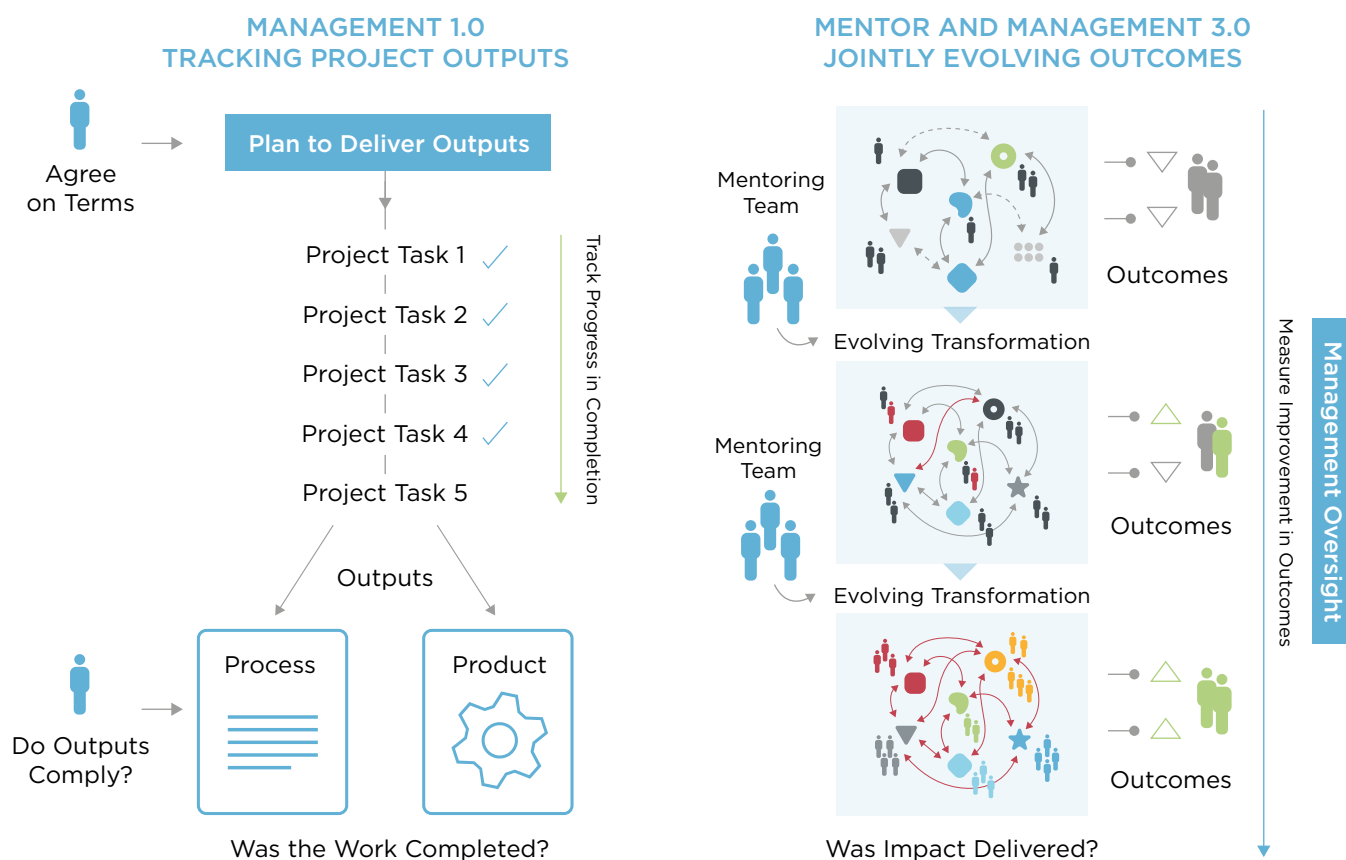 MANAGEMENT 1.0
TRACKING PROJECT OUTPUTS
Agree
on Terms
Plan to Deliver Outputs
Project Task 1
Project Task 2
Project Task 3
Project Task 4
Project Task 5
Track Progress in Completion
Outputs
Process
Product
Do Outputs
Comply?
Was the Work Completed?
MENTOR AND MANAGEMENT 3.0
JOINTLY EVOLVING OUTCOMES
Mentoring
Team
Outcomes
Evolving Transformation
Mentoring
Team
Outcomes
Evolving Transformation
Outcomes
Was Impact Delivered?
Measure Improvement in Outcomes
Management Oversight